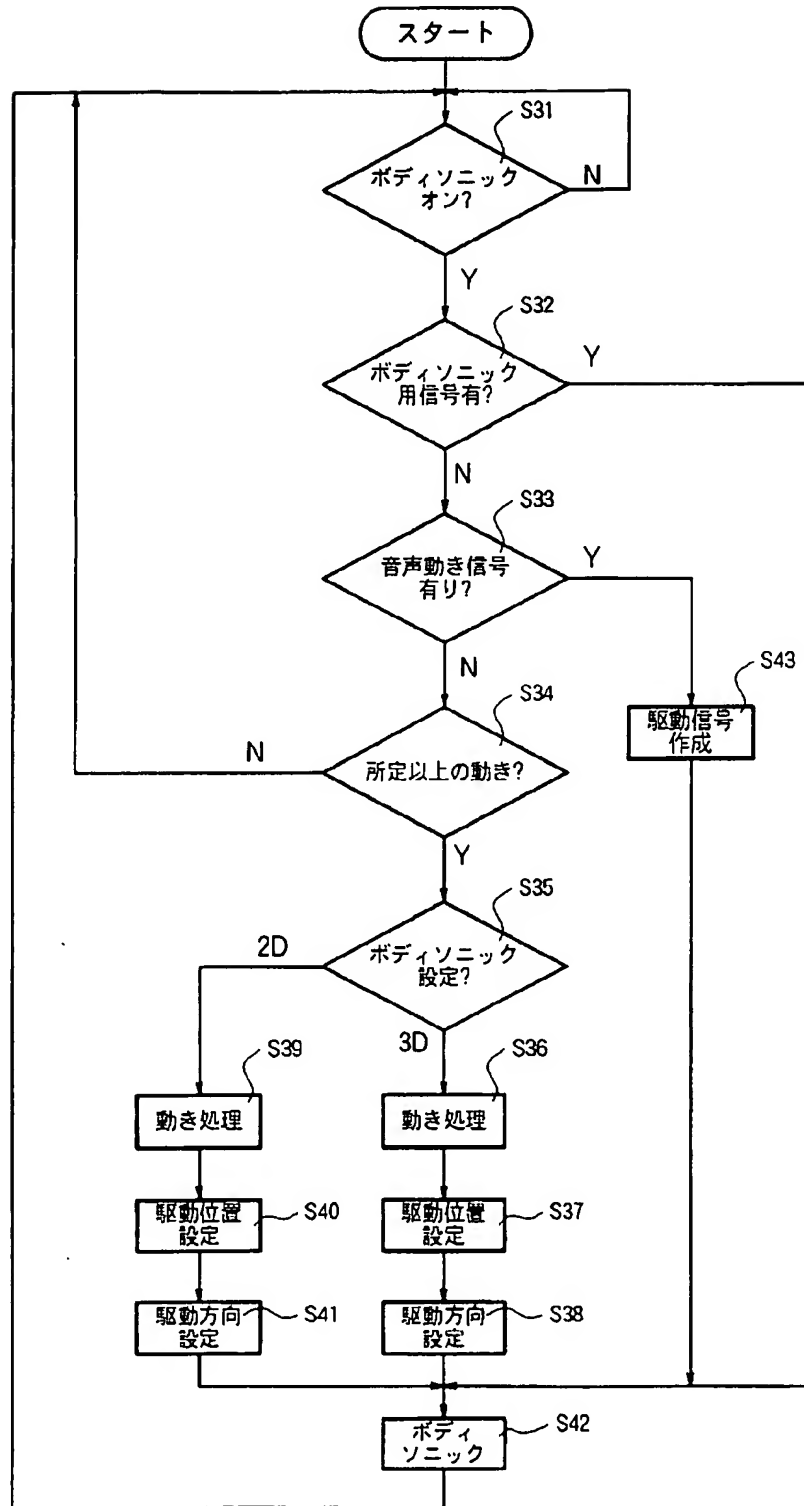 スタート
S31
ボディソニック
オン?
N
Y
S32
ボディソニック
用信号有?
Y
N
S33
音声動き信号
有り?
Y
N
S43
駆動信号
作成
S34
所定以上の動き?
N
Y
S35
ボディソニック
設定?
2D
3D
S39
動き処理
S36
動き処理
S40
駆動位置
設定
S37
駆動位置
設定
S41
駆動方向
設定
S38
駆動方向
設定
S42
ボディ
ソニック